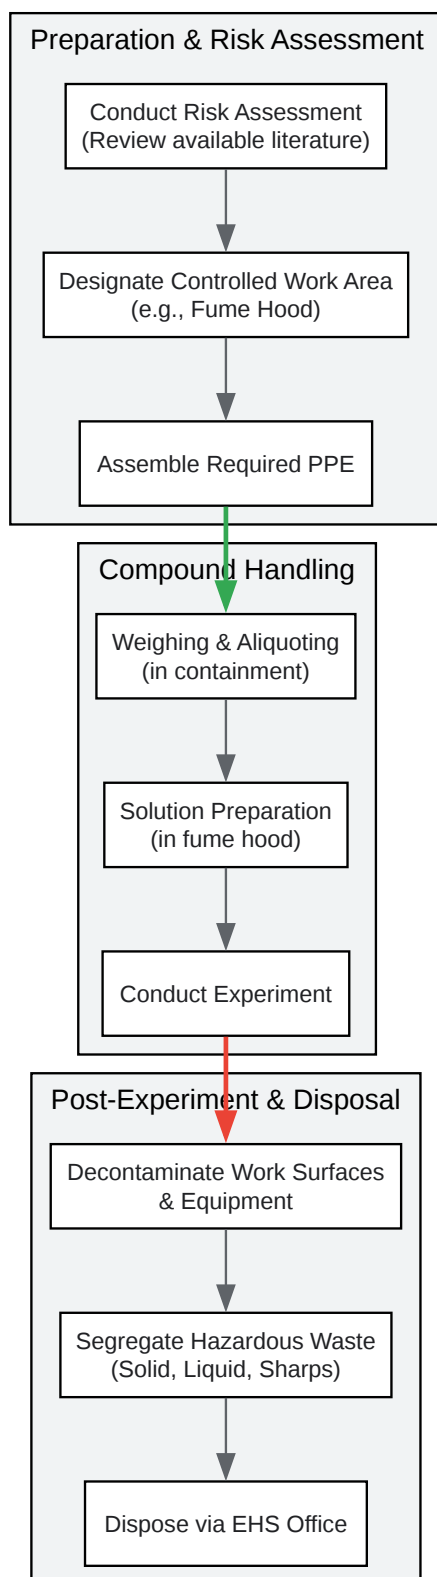 Preparation & Risk Assessment
Conduct Risk Assessment
(Review available literature)
Designate Controlled Work Area
(e.g., Fume Hood)
Assemble Required PPE
Compound Handling
Weighing & Aliquoting
(in containment)
Solution Preparation
(in fume hood)
Conduct Experiment
Post-Experiment & Disposal
Decontaminate Work Surfaces
& Equipment
Segregate Hazardous Waste
(Solid, Liquid, Sharps)
Dispose via EHS Office